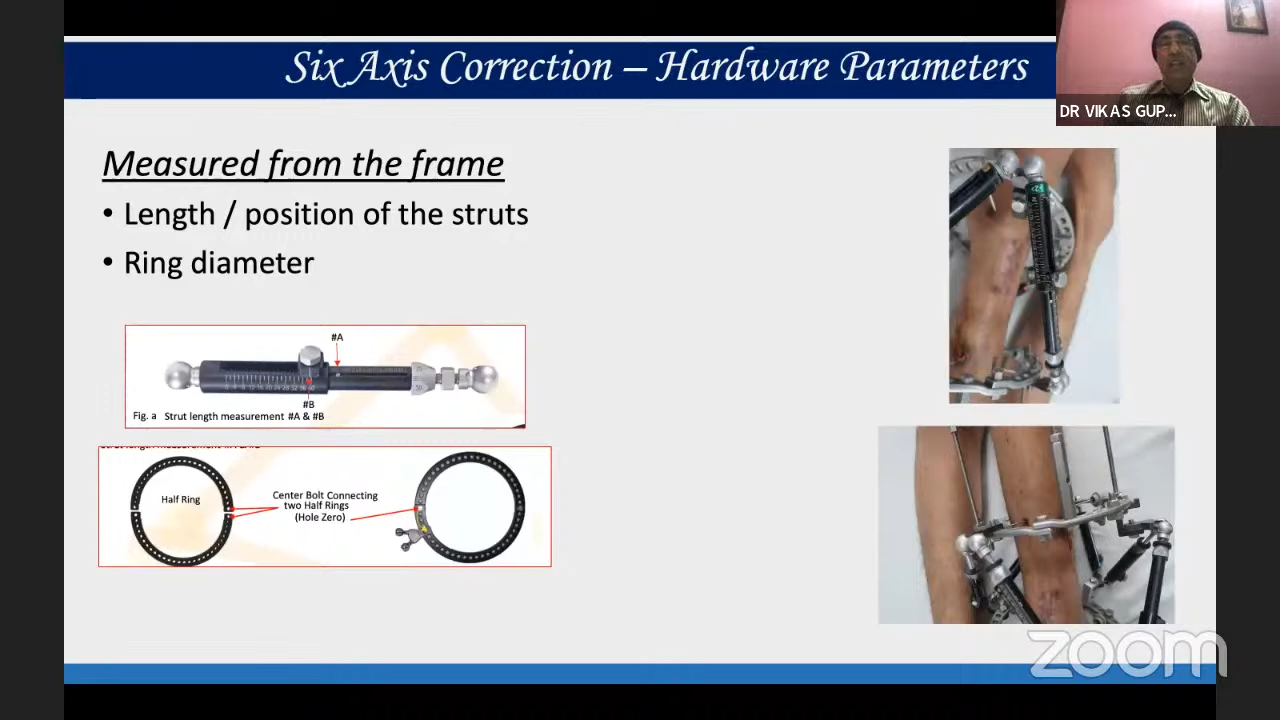 Six Axis Correction – Hardware Parameters
DR VIKAS GUP...
Measured from the frame
• Length / position of the struts
• Ring diameter
#A
#B
Fig. a Strut length measurement #A & #B
Half Ring
Center Bolt Connecting
two Half Rings
(Hole Zero)
zoom